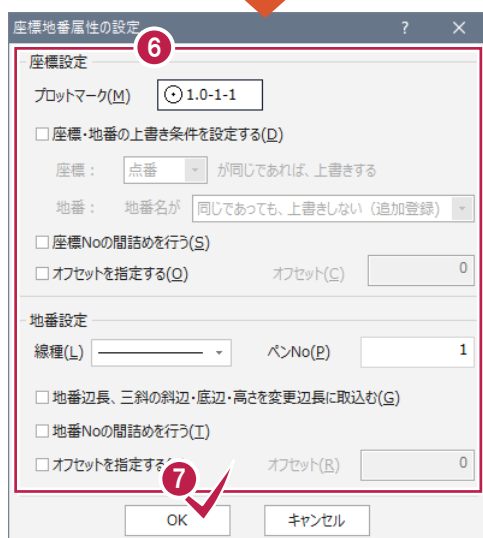 座標地番属性の設定 ? ×
6
座標設定
プロットマーク(M) 1.0-1-1
座標・地番の上書き条件を設定する(D)
座標： 点番 が同じであれば、上書きする
地番： 地番名が 同じであっても、上書きしない（追加登録）
座標Noの間詰めを行う(S)
オフセットを指定する(O) オフセット(C) 0
地番設定
線種(L) ペンNo(P) 1
地番辺長、三斜の斜辺・底辺・高さを変更辺長に取込む(G)
地番Noの間詰めを行う(T)
オフセットを指定する オフセット(R) 0
7
OK キャンセル